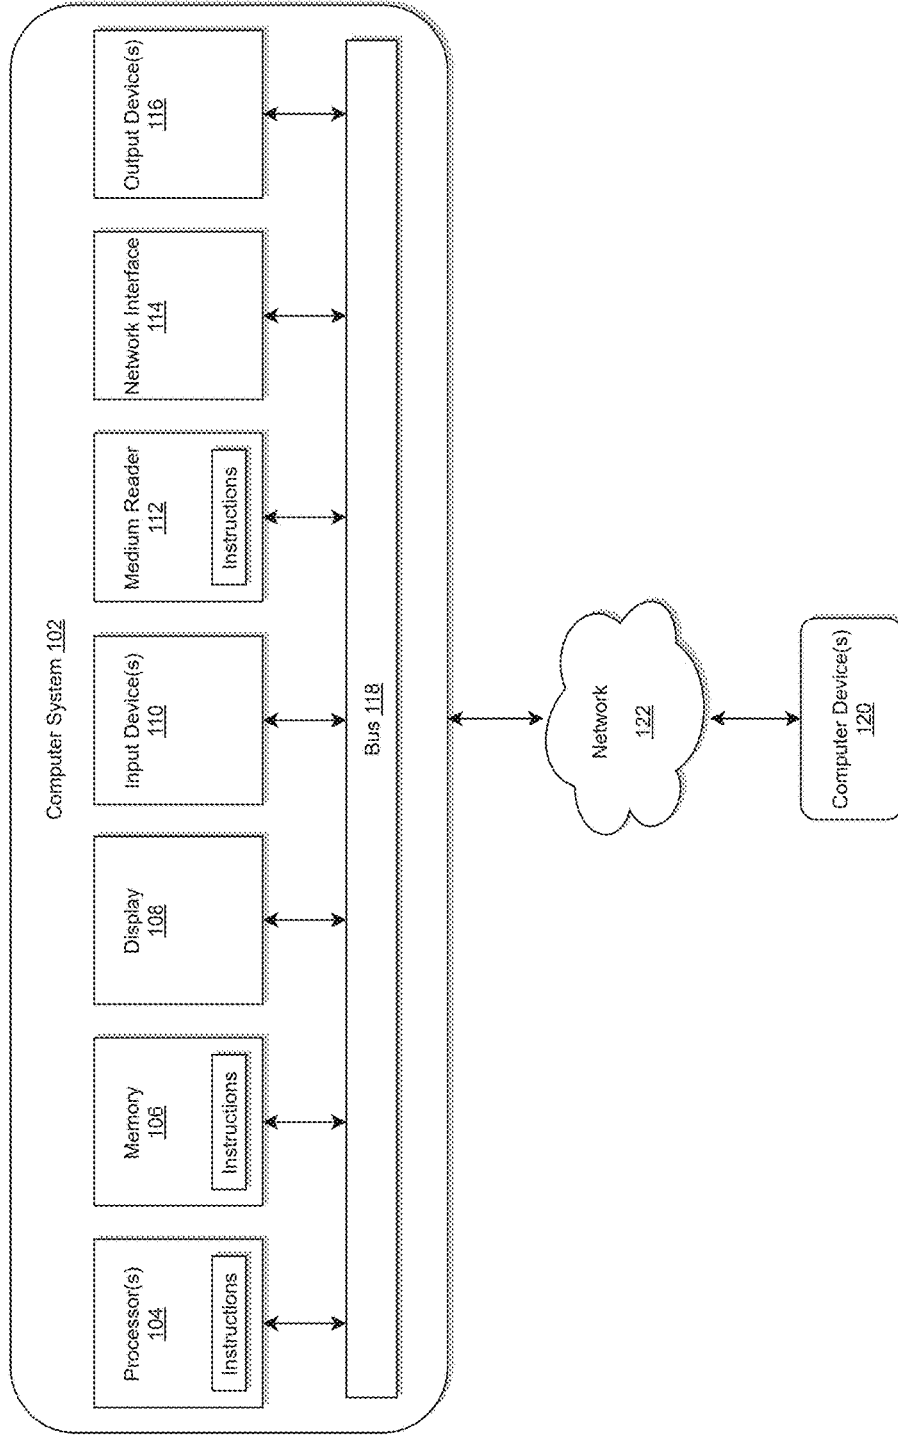 Computer System 102
Processor(s)
104
Instructions
Memory
106
Instructions
Display
108
Input Device(s)
110
Medium Reader
112
Instructions
Network Interface
114
Output Device(s)
116
Bus 118
Network
122
Computer Device(s)
120